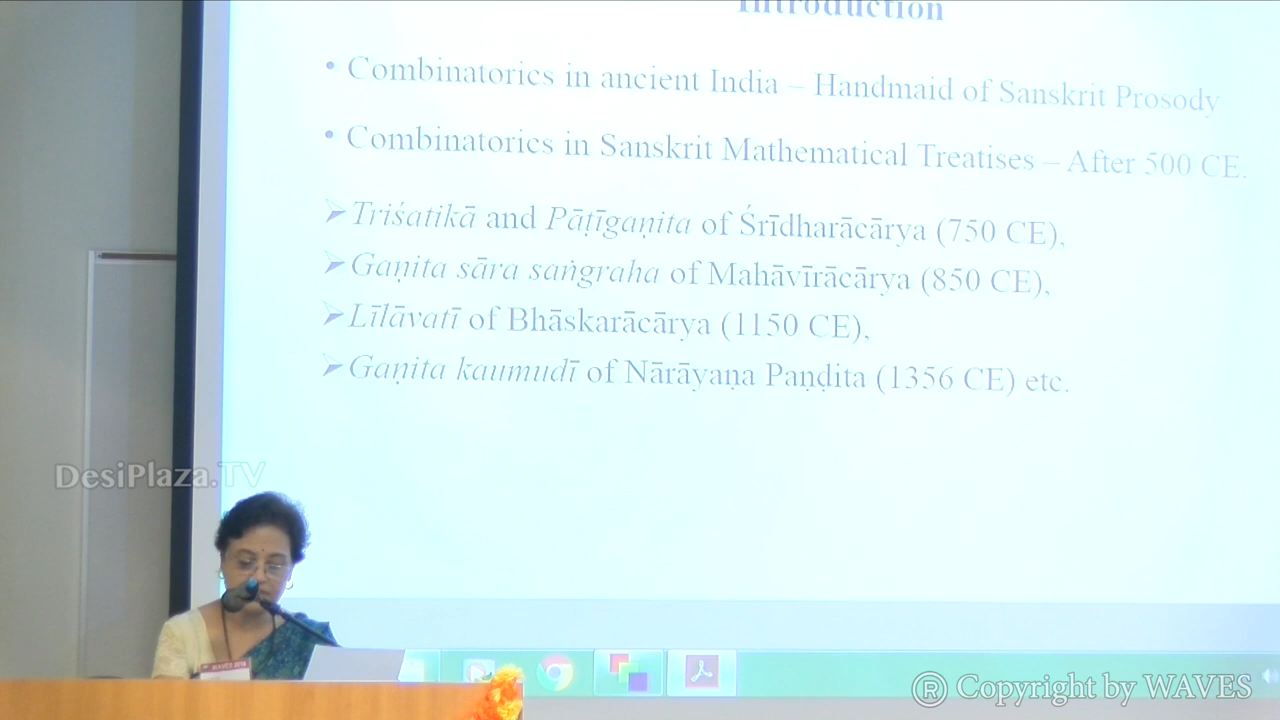 Introduction
• Combinatorics in ancient India – Handmaid of Sanskrit Prosody
• Combinatorics in Sanskrit Mathematical Treatises – After 500 CE.
➢ Triśatikā and Pāṭīgaṇita of Śrīdharācārya (750 CE),
➢ Gaṇita sāra saṅgraha of Mahāvīrācārya (850 CE),
➢ Līlāvatī of Bhāskarācārya (1150 CE),
➢ Gaṇita kaumudī of Nārāyaṇa Paṇḍita (1356 CE) etc.
DesiPlaza.TV
® Copyright by WAVES